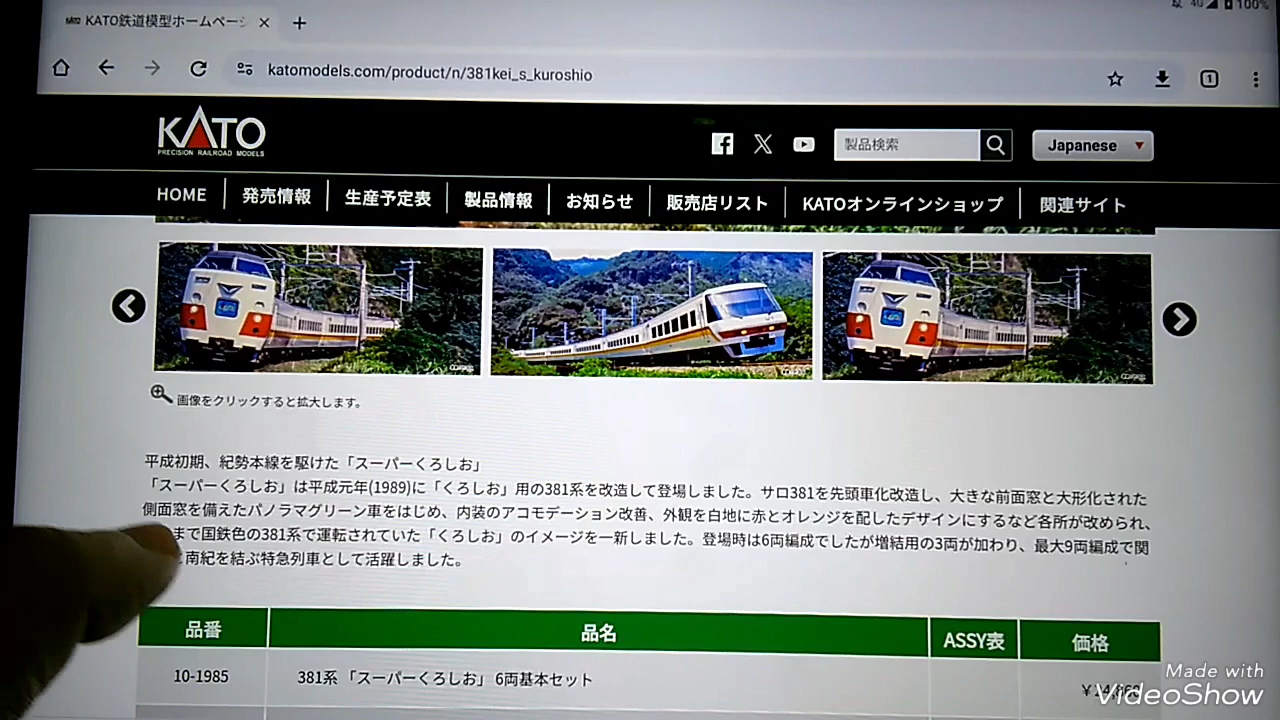 4G 100%
KATO鉄道模型ホームペー
katomodels.com/product/n/381kei_s_kuroshio
1
KATO
PRECISION RAILROAD MODELS
製品検索
Japanese
HOME 発売情報 生産予定表 製品情報 お知らせ 販売店リスト KATOオンラインショップ 関連サイト
画像をクリックすると拡大します。
平成初期、紀勢本線を駆けた「スーパーくろしお」
「スーパーくろしお」は平成元年(1989)に「くろしお」用の381系を改造して登場しました。サロ381を先頭車化改造し、大きな前面窓と大形化された
側面窓を備えたパノラマグリーン車をはじめ、内装のアコモデーション改善、外観を白地に赤とオレンジを配したデザインにするなど各所が改められ、
まで国鉄色の381系で運転されていた「くろしお」のイメージを一新しました。登場時は6両編成でしたが増結用の3両が加わり、最大9両編成で関
南紀を結ぶ特急列車として活躍しました。
品番 品名 ASSY表 価格
10-1985 381系「スーパーくろしお」 6両基本セット
Made with
VideoShow